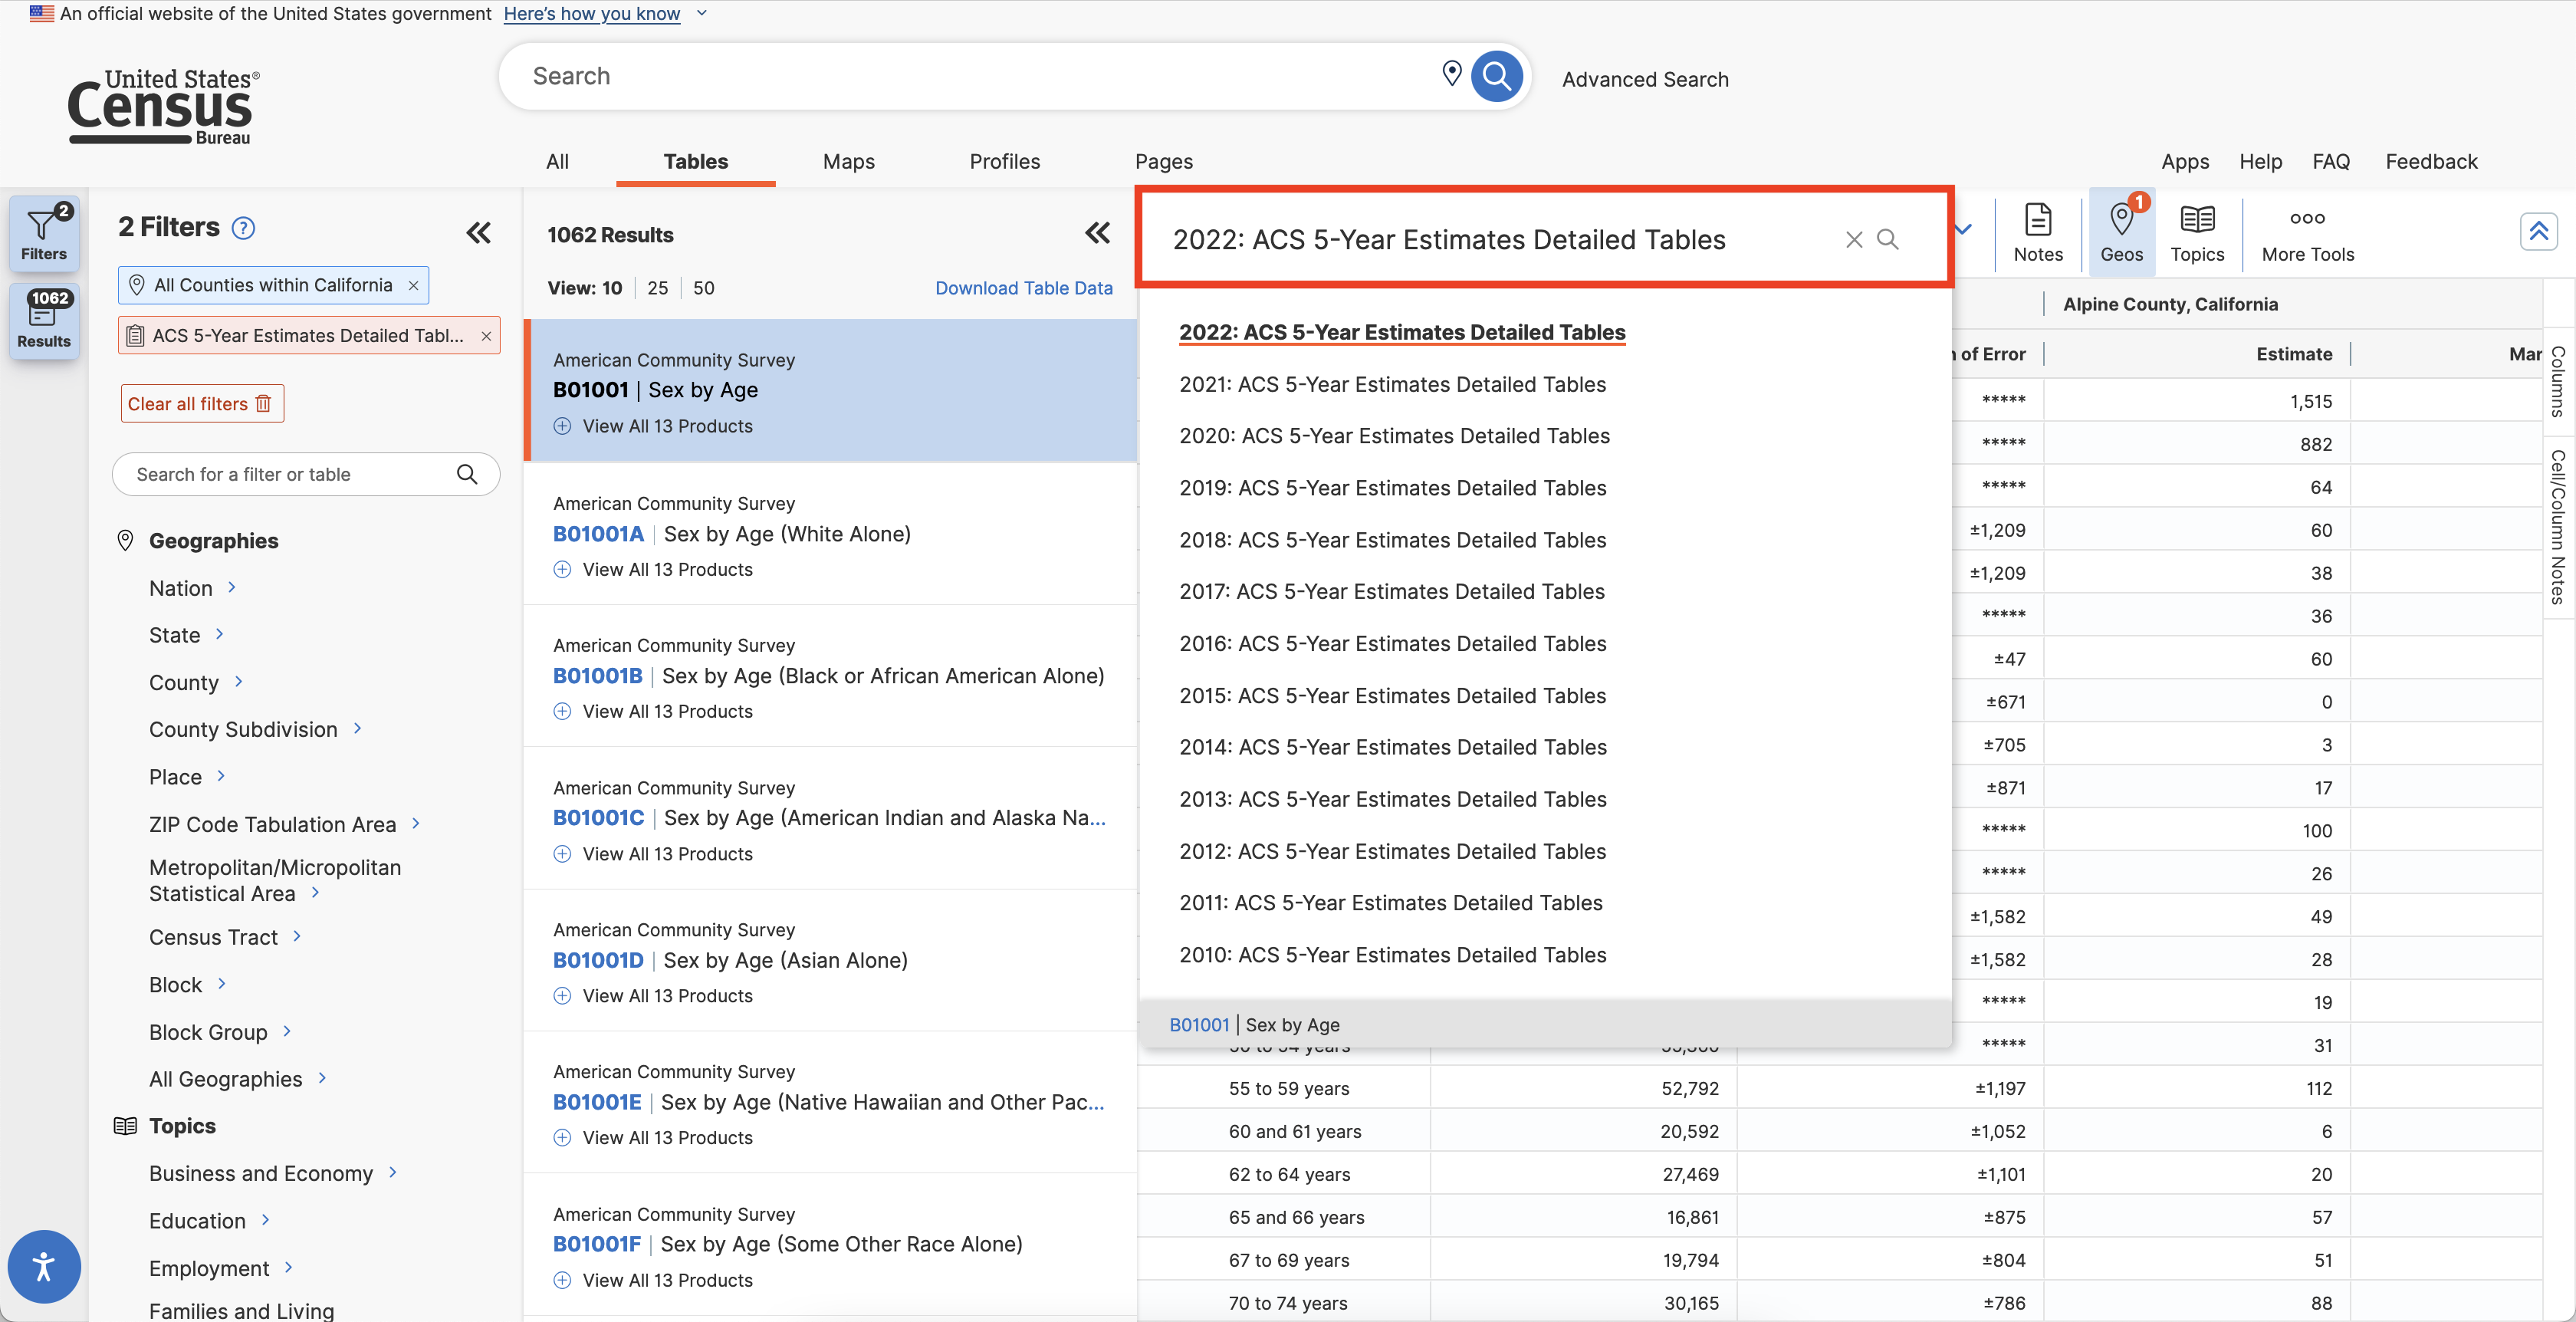 An official website of the United States government Here's how you know
United States®
Census
Bureau
Search
Advanced Search
All Tables Maps Profiles Pages
Apps Help FAQ Feedback
2
Filters
1062
Results
2 Filters ?
All Counties within California ×
ACS 5-Year Estimates Detailed Tabl... ×
Clear all filters
Search for a filter or table
Geographies
Nation
State
County
County Subdivision
Place
ZIP Code Tabulation Area
Metropolitan/Micropolitan
Statistical Area
Census Tract
Block
Block Group
All Geographies
Topics
Business and Economy
Education
Employment
Families and Living
1062 Results
View: 10 | 25 | 50
Download Table Data
American Community Survey
B01001 | Sex by Age
View All 13 Products
American Community Survey
B01001A | Sex by Age (White Alone)
View All 13 Products
American Community Survey
B01001B | Sex by Age (Black or African American Alone)
View All 13 Products
American Community Survey
B01001C | Sex by Age (American Indian and Alaska Na...
View All 13 Products
American Community Survey
B01001D | Sex by Age (Asian Alone)
View All 13 Products
American Community Survey
B01001E | Sex by Age (Native Hawaiian and Other Pac...
View All 13 Products
American Community Survey
B01001F | Sex by Age (Some Other Race Alone)
View All 13 Products
2022: ACS 5-Year Estimates Detailed Tables
2022: ACS 5-Year Estimates Detailed Tables
2021: ACS 5-Year Estimates Detailed Tables
2020: ACS 5-Year Estimates Detailed Tables
2019: ACS 5-Year Estimates Detailed Tables
2018: ACS 5-Year Estimates Detailed Tables
2017: ACS 5-Year Estimates Detailed Tables
2016: ACS 5-Year Estimates Detailed Tables
2015: ACS 5-Year Estimates Detailed Tables
2014: ACS 5-Year Estimates Detailed Tables
2013: ACS 5-Year Estimates Detailed Tables
2012: ACS 5-Year Estimates Detailed Tables
2011: ACS 5-Year Estimates Detailed Tables
2010: ACS 5-Year Estimates Detailed Tables
B01001 | Sex by Age
Notes
1
Geos
Topics
More Tools
Alpine County, California
of Error Estimate Mar
***** 1,515
***** 882
***** 64
±1,209 60
±1,209 38
***** 36
±47 60
±671 0
±705 3
±871 17
***** 100
***** 26
±1,582 49
±1,582 28
***** 19
***** 31
55 to 59 years 52,792 ±1,197 112
60 and 61 years 20,592 ±1,052 6
62 to 64 years 27,469 ±1,101 20
65 and 66 years 16,861 ±875 57
67 to 69 years 19,794 ±804 51
70 to 74 years 30,165 ±786 88
Columns
Cell/Column Notes